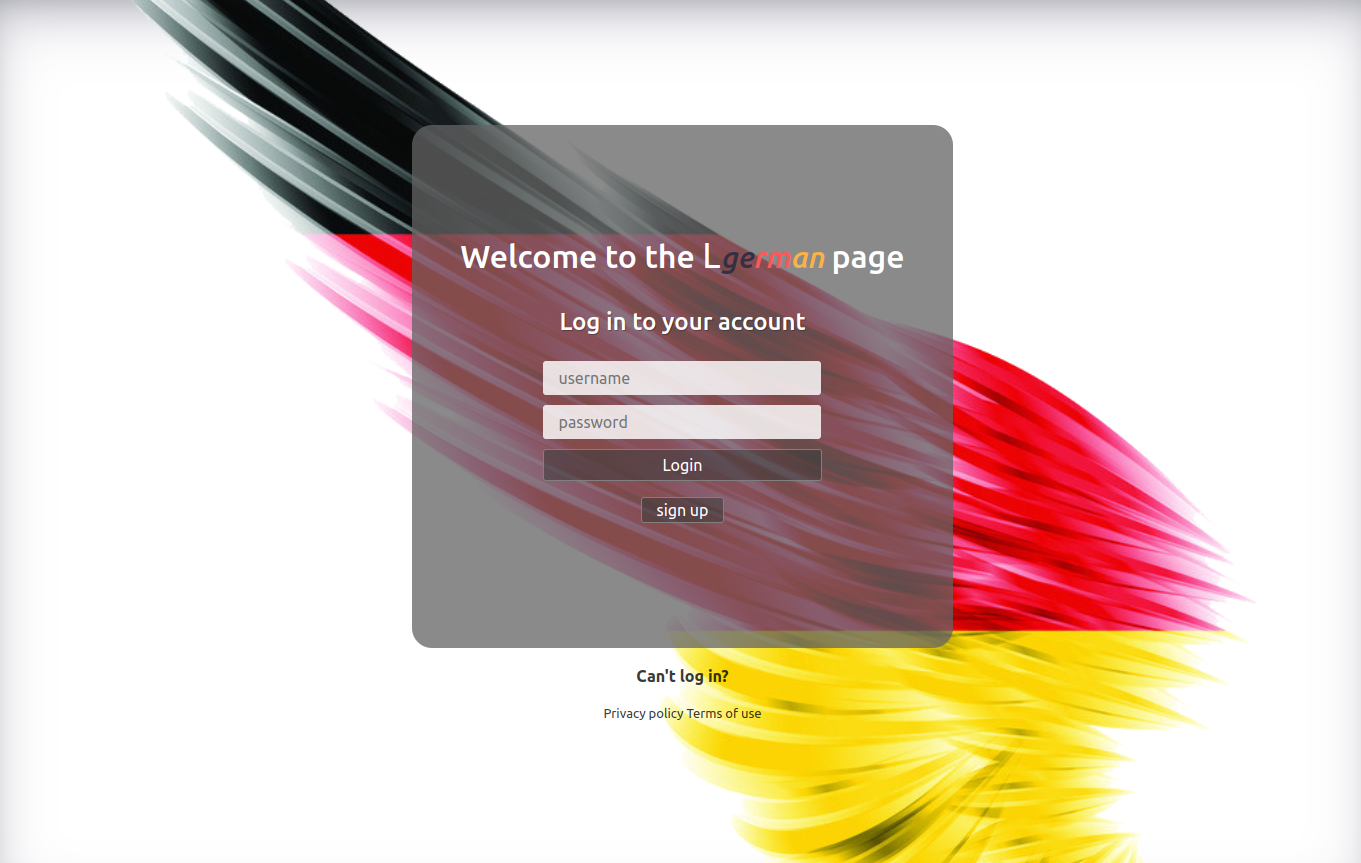 Welcome to the Lgerman page
Log in to your account
username
password
Login
sign up
Can't log in?
Privacy policy Terms of use